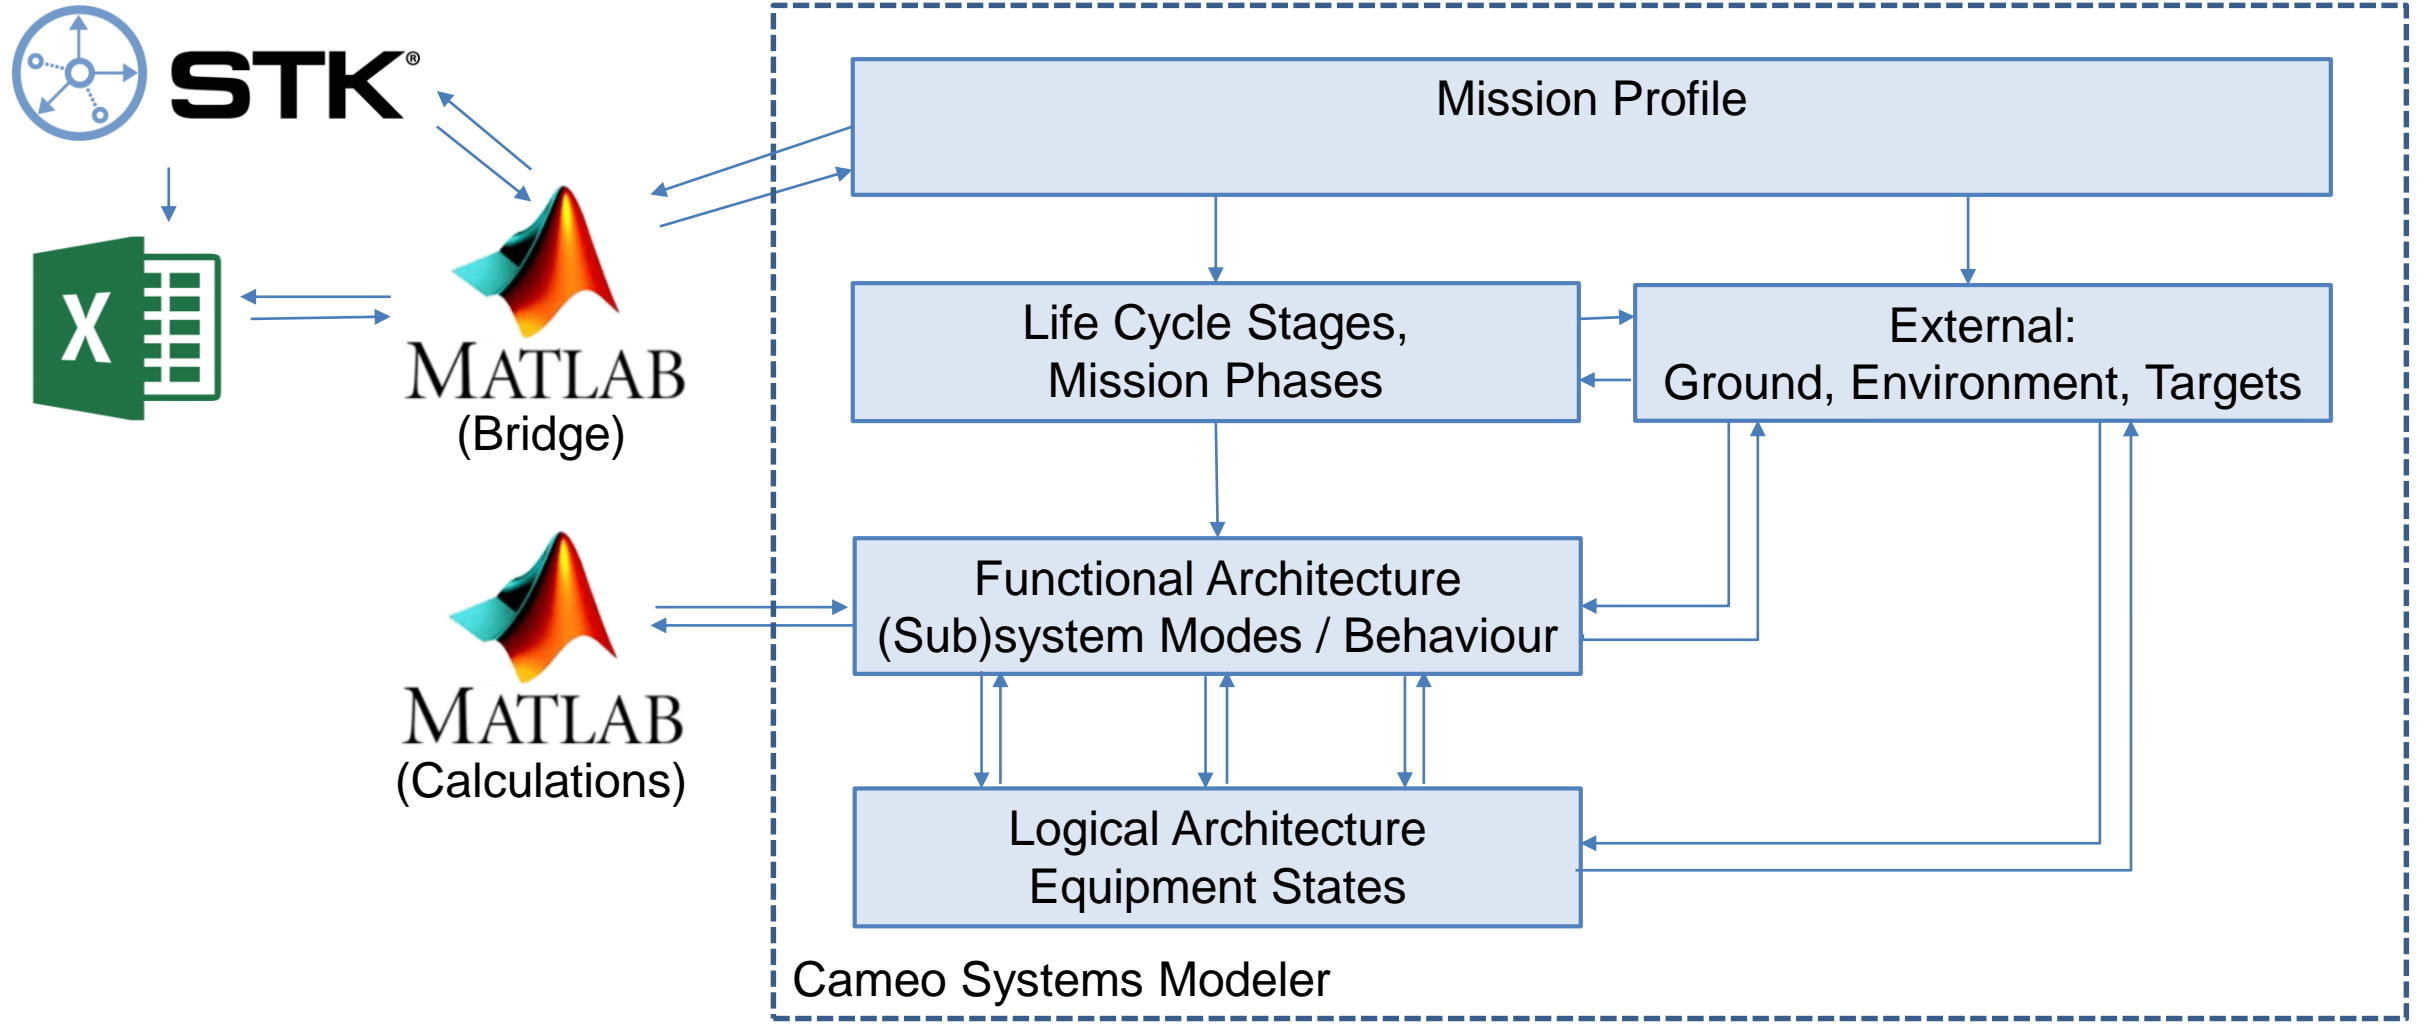 STK®
X
MATLAB
(Bridge)
MATLAB
(Calculations)
Mission Profile
Life Cycle Stages,
Mission Phases
External:
Ground, Environment, Targets
Functional Architecture
(Sub)system Modes / Behaviour
Logical Architecture
Equipment States
Cameo Systems Modeler